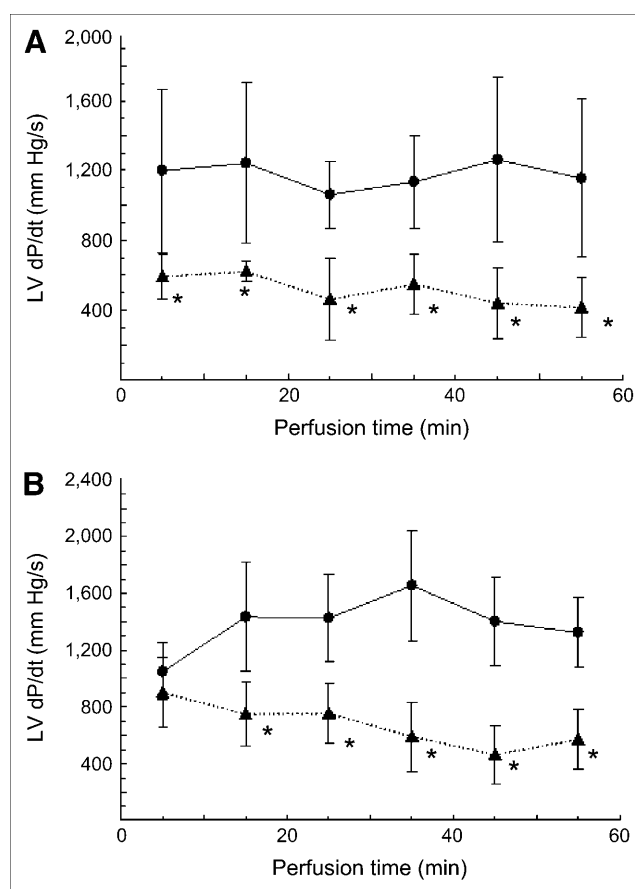 A
2,000
1,600
1,200
800
400
LV dP/dt (mm Hg/s)
* * * * * *
0 20 40 60
Perfusion time (min)
B
2,400
2,000
1,600
1,200
800
400
LV dP/dt (mm Hg/s)
* * * * *
0 20 40 60
Perfusion time (min)